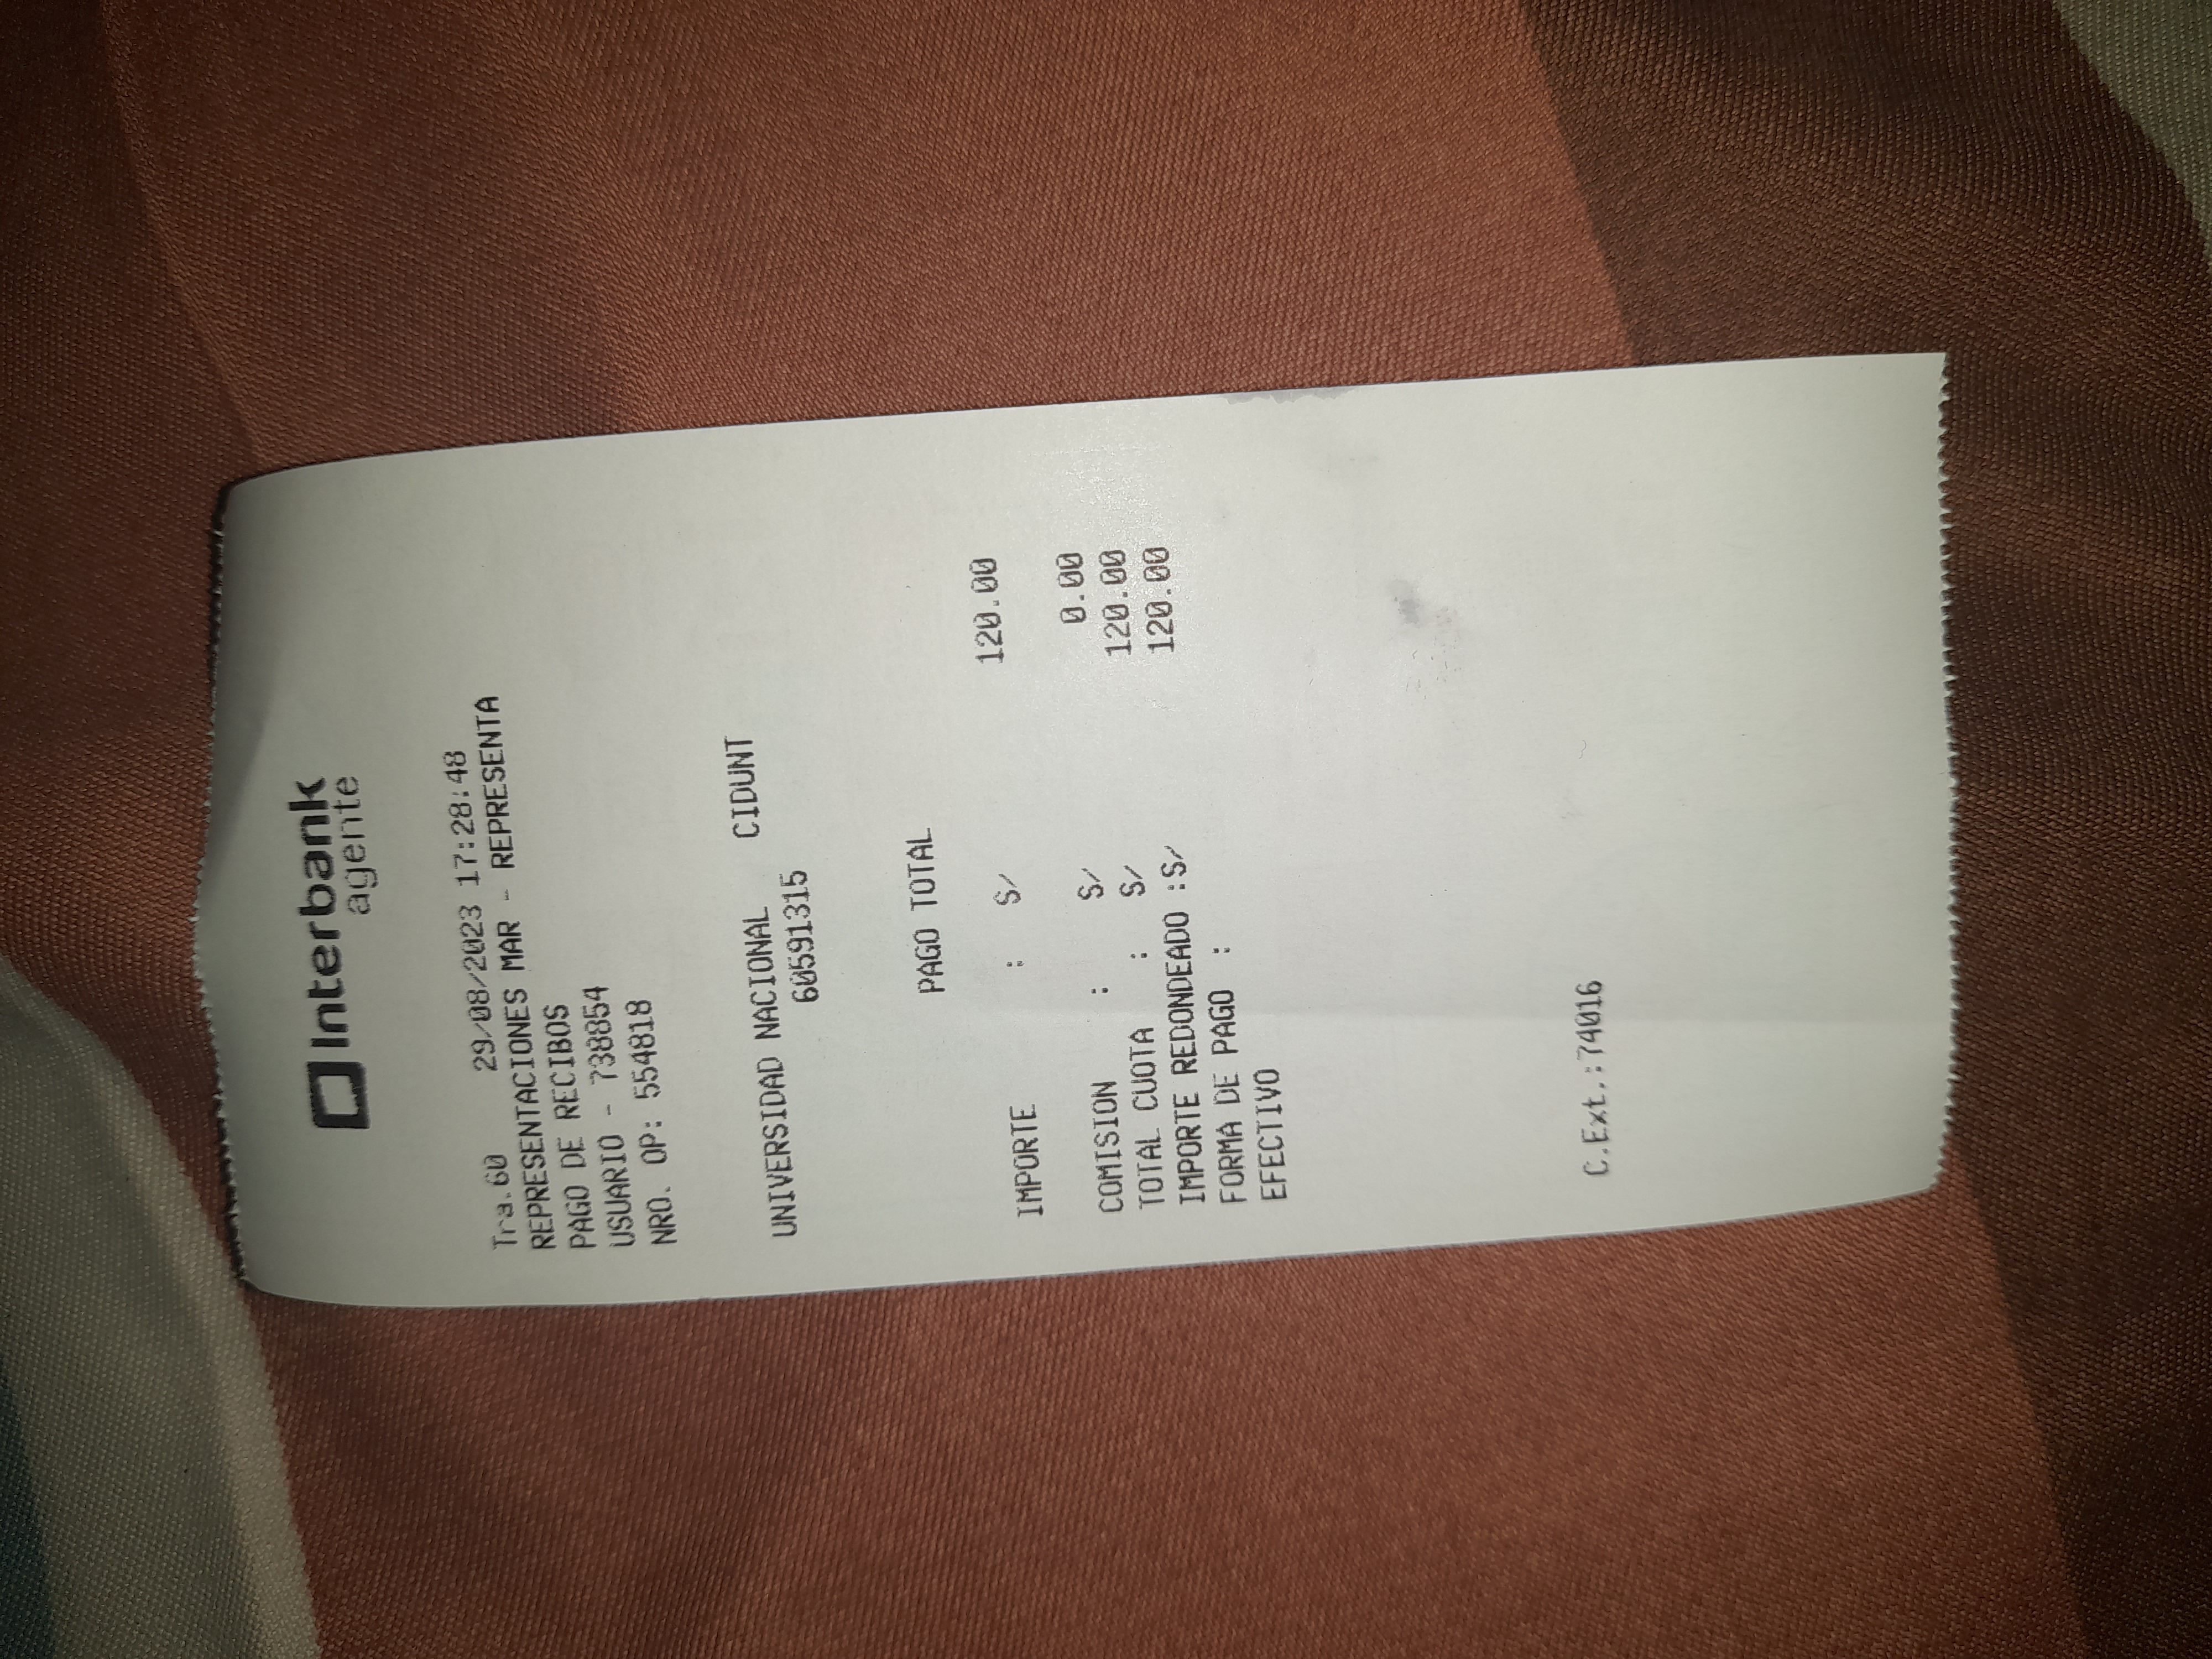 Interbank
agente
Tra.60 29/08/2023 17:28:48
REPRESENTACIONES MAR - REPRESENTA
PAGO DE RECIBOS
USUARIO - 738854
NRO. OP: 554818
UNIVERSIDAD NACIONAL CIDUNT
60591315
PAGO TOTAL
IMPORTE : S/ 120.00
COMISION : S/ 0.00
TOTAL CUOTA : S/ 120.00
IMPORTE REDONDEADO :S/ 120.00
FORMA DE PAGO :
EFECTIVO
C.Ext.:74016